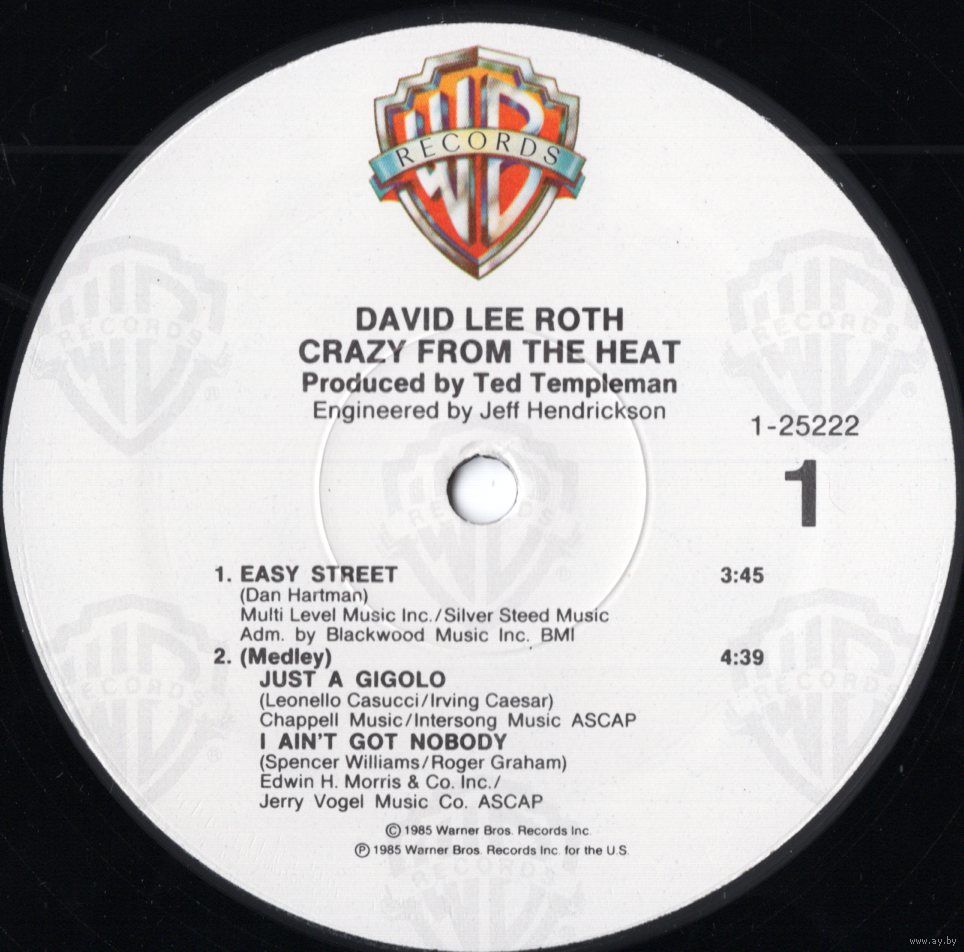 WB
RECORDS
DAVID LEE ROTH
CRAZY FROM THE HEAT
Produced by Ted Templeman
Engineered by Jeff Hendrickson
1-25222
1
1. EASY STREET 3:45
(Dan Hartman)
Multi Level Music Inc./Silver Steed Music
Adm. by Blackwood Music Inc. BMI
2. (Medley) 4:39
JUST A GIGOLO
(Leonello Casucci/Irving Caesar)
Chappell Music/Intersong Music ASCAP
I AIN'T GOT NOBODY
(Spencer Williams/Roger Graham)
Edwin H. Morris & Co. Inc./
Jerry Vogel Music Co. ASCAP
© 1985 Warner Bros. Records Inc.
℗ 1985 Warner Bros. Records Inc. for the U.S.
www.ay.by